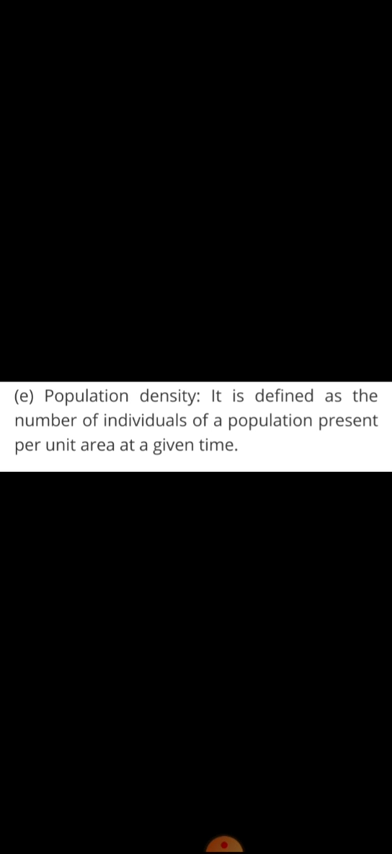 (e) Population density: It is defined as the
number of individuals of a population present
per unit area at a given time.